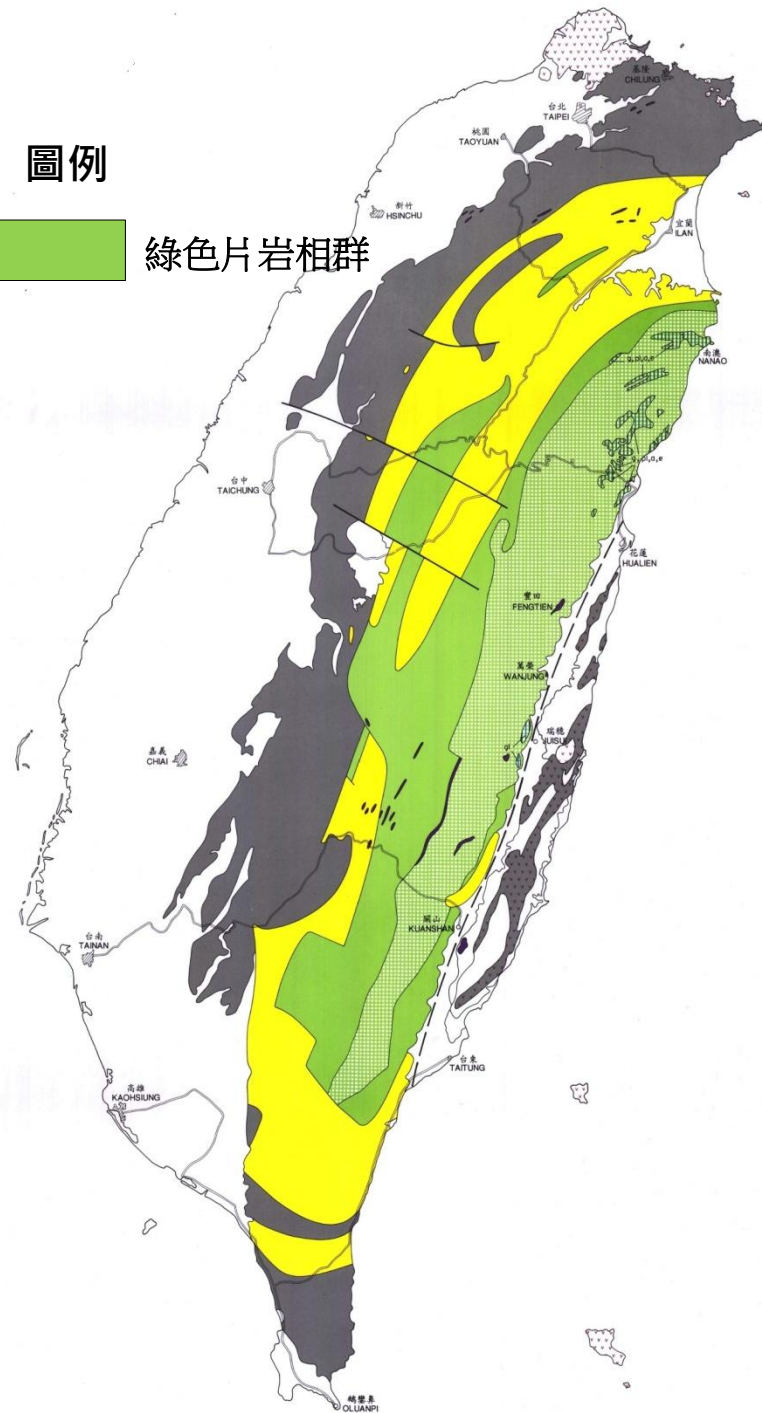 基隆
CHILUNG
台北
TAIPEI
桃園
TAOYUAN
圖例
新竹
HSINCHU
宜蘭
ILAN
綠色片岩相群
南澳
NANAO
g,pi,a,e
g,pi,a,e
台中
TAICHUNG
花蓮
HUALIEN
豐田
FENGTIEN
萬榮
WANJUNG
瑞穗
JUISUI
gl
嘉義
CHIAI
關山
KUANSHAN
台南
TAINAN
台東
TAITUNG
高雄
KAOHSIUNG
鵝鑾鼻
OLUANPI